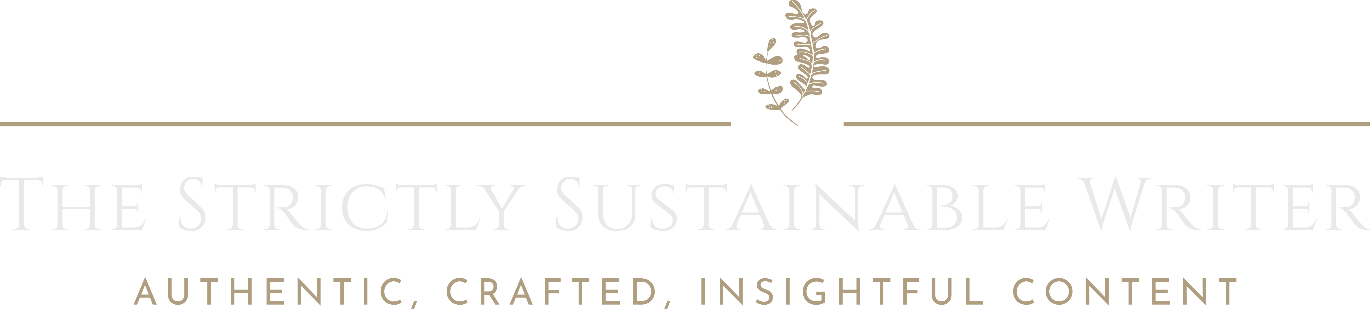 The Strictly Sustainable Writer
AUTHENTIC, CRAFTED, INSIGHTFUL CONTENT